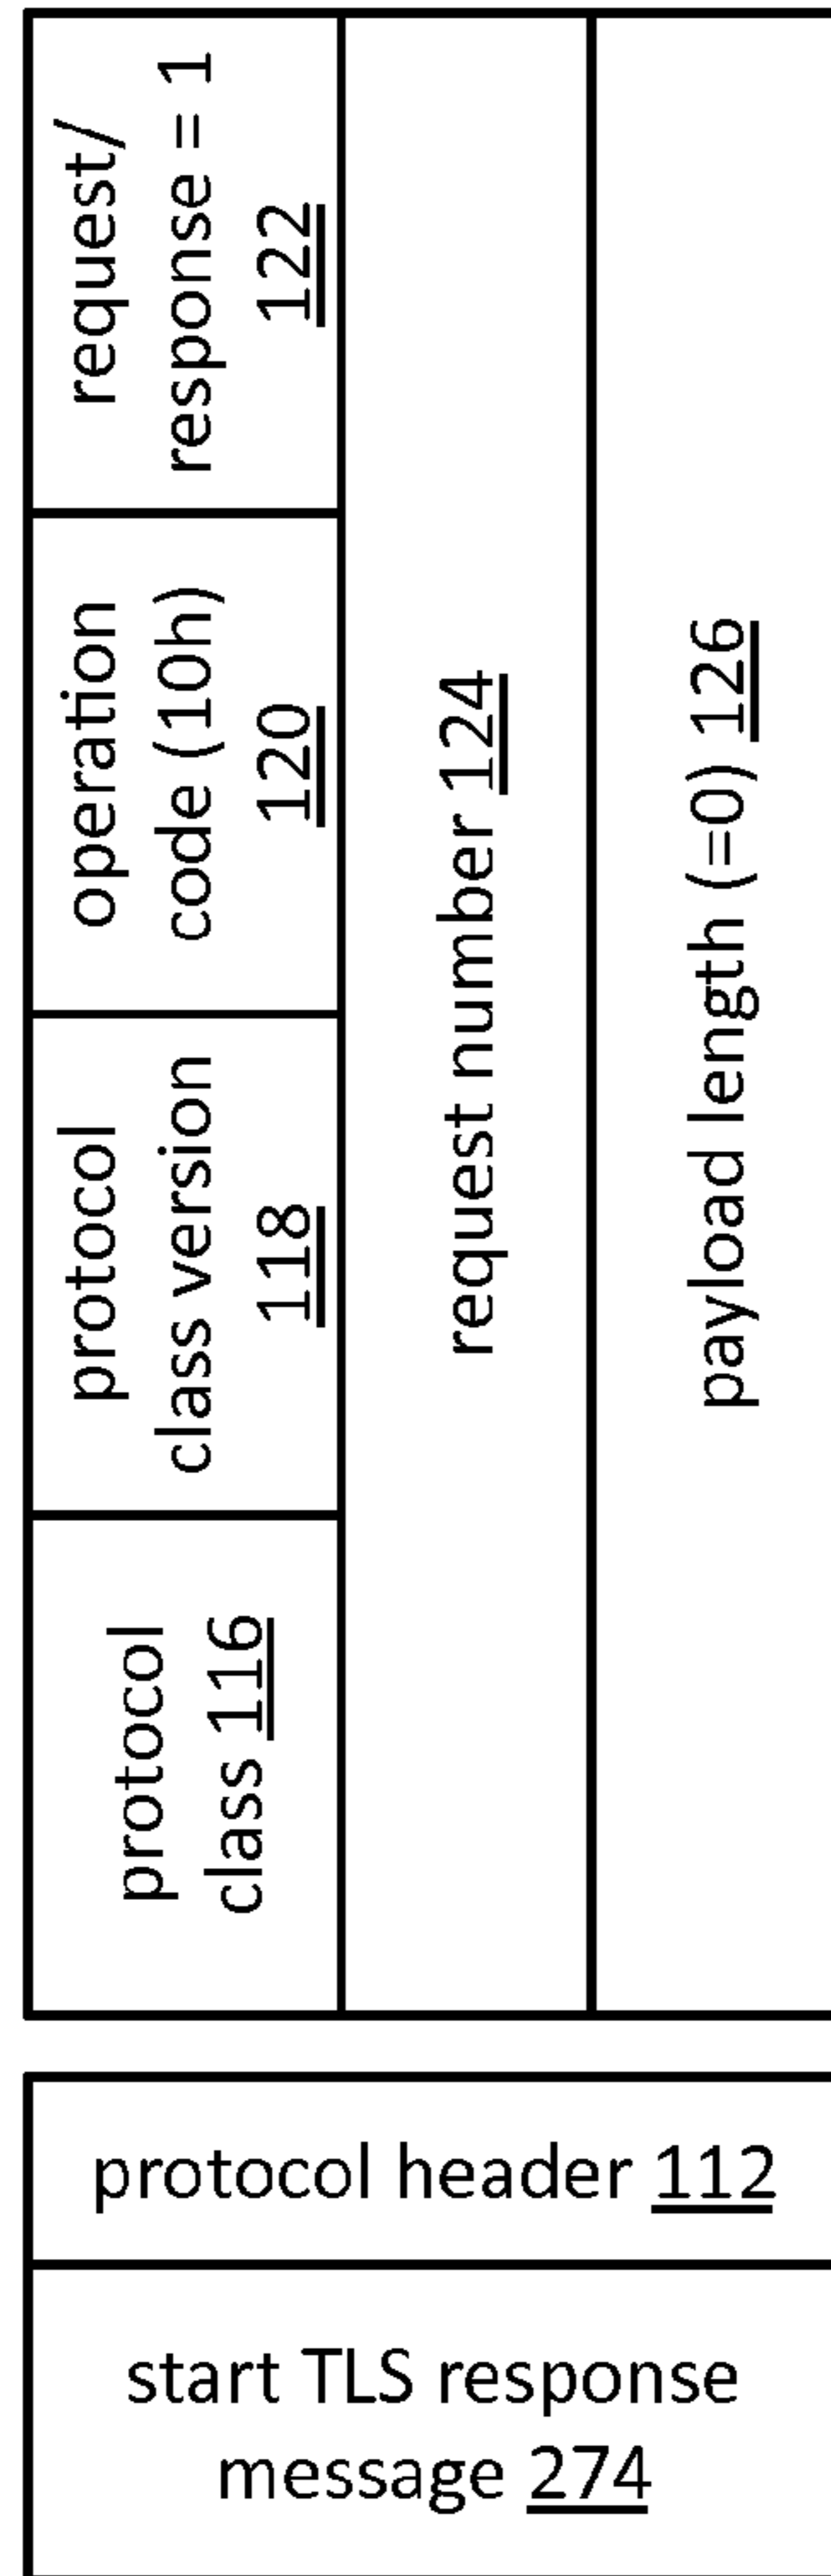 protocol
class 116
protocol
class version
118
operation
code (10h)
120
request/
response = 1
122
request number 124
payload length (=0) 126
protocol header 112
start TLS response
message 274